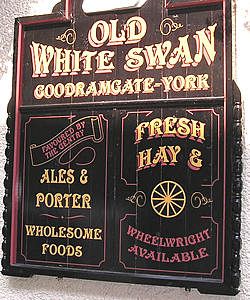 OLD
WHITE SWAN
GOODRAMGATE-YORK
FAVOURED BY
THE GENTRY
ALES &
PORTER
WHOLESOME
FOODS
FRESH
HAY &
WHEELWRIGHT
AVAILABLE